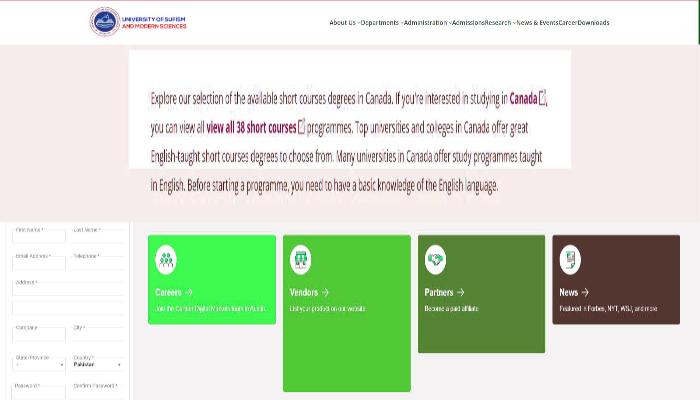 UNIVERSITY OF SUFISM
AND MODERN SCIENCES
About Us Departments Administration Admissions Research News & Events Career Downloads
Explore our selection of the available short courses degrees in Canada. If you're interested in studying in Canada,
you can view all view all 38 short courses programmes. Top universities and colleges in Canada offer great
English-taught short courses degrees to choose from. Many universities in Canada offer study programmes taught
in English. Before starting a programme, you need to have a basic knowledge of the English language.
First Name * Last Name *
Email Address * Telephone *
Address *
Company City *
State/Province Country *
- Pakistan
Password * Confirm Password *
Careers →
Join the Gartner Digital Markets team in Austin.
Vendors →
List your product on our website
Partners →
Become a paid affiliate
News →
Featured in Forbes, NYT, WSJ, and more